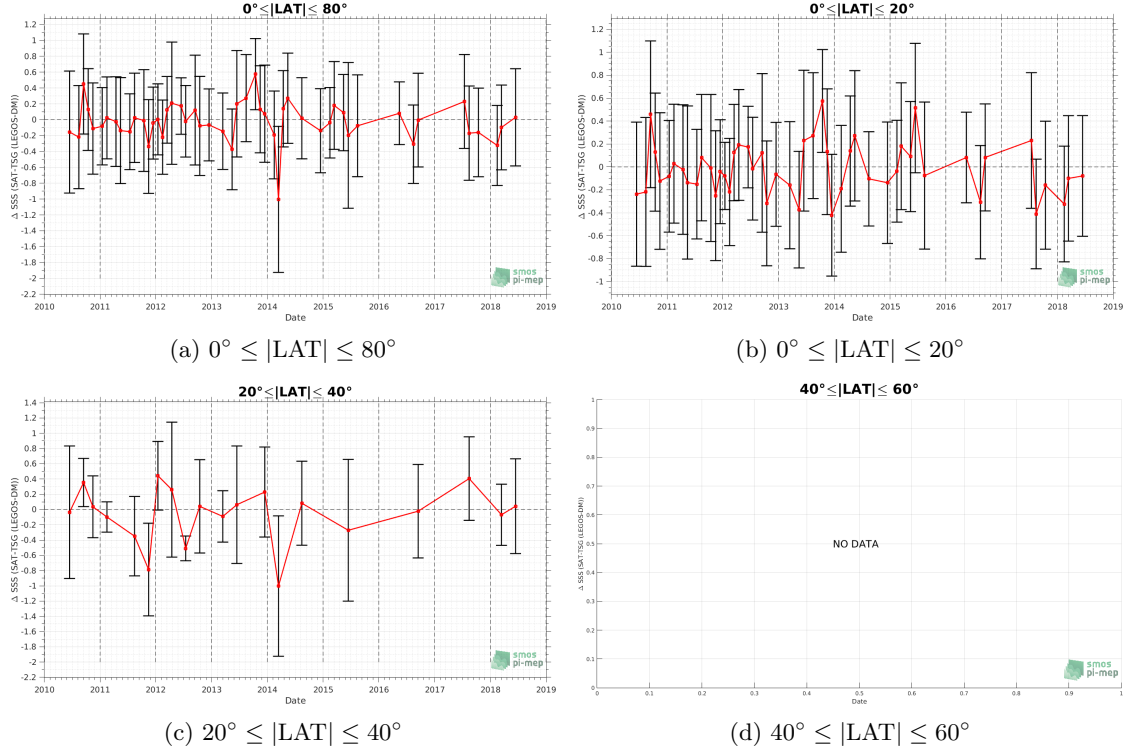 0°≤|LAT|≤ 80°
Δ SSS (SAT-TSG (LEGOS-DM))
1.2
1
0.8
0.6
0.4
0.2
0
-0.2
-0.4
-0.6
-0.8
-1
-1.2
-1.4
-1.6
-1.8
-2
-2.2
2010 2011 2012 2013 2014 2015 2016 2017 2018 2019
Date
smos
pi-mep
(a) 0° ≤ |LAT| ≤ 80°
0°≤|LAT|≤ 20°
Δ SSS (SAT-TSG (LEGOS-DM))
1.2
1
0.8
0.6
0.4
0.2
0
-0.2
-0.4
-0.6
-0.8
-1
2010 2011 2012 2013 2014 2015 2016 2017 2018 2019
Date
smos
pi-mep
(b) 0° ≤ |LAT| ≤ 20°
20°≤|LAT|≤ 40°
Δ SSS (SAT-TSG (LEGOS-DM))
1.4
1.2
1
0.8
0.6
0.4
0.2
0
-0.2
-0.4
-0.6
-0.8
-1
-1.2
-1.4
-1.6
-1.8
-2
-2.2
2010 2011 2012 2013 2014 2015 2016 2017 2018 2019
Date
smos
pi-mep
(c) 20° ≤ |LAT| ≤ 40°
40°≤|LAT|≤ 60°
Δ SSS (SAT-TSG (LEGOS-DM))
1
0.9
0.8
0.7
0.6
0.5
0.4
0.3
0.2
0.1
0
NO DATA
0 0.1 0.2 0.3 0.4 0.5 0.6 0.7 0.8 0.9 1
Date
smos
pi-mep
(d) 40° ≤ |LAT| ≤ 60°